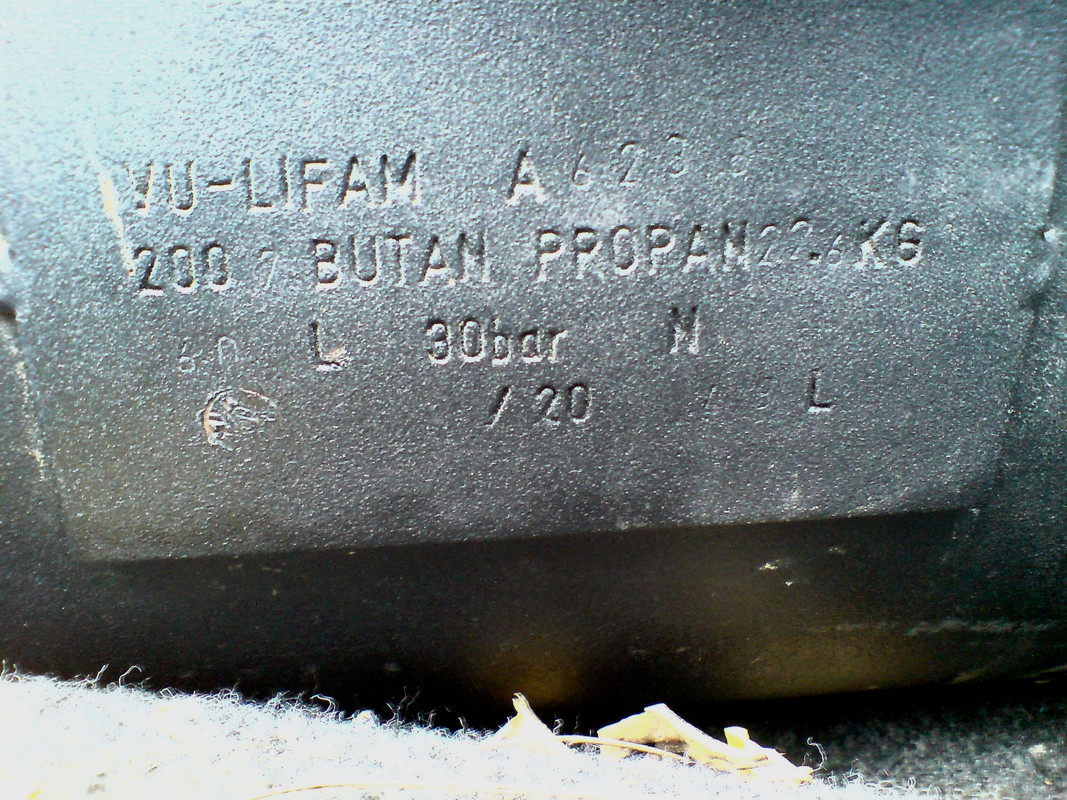 VU-LIFAM A
200 BUTAN PROPAN KG
L 30bar N
/20 L